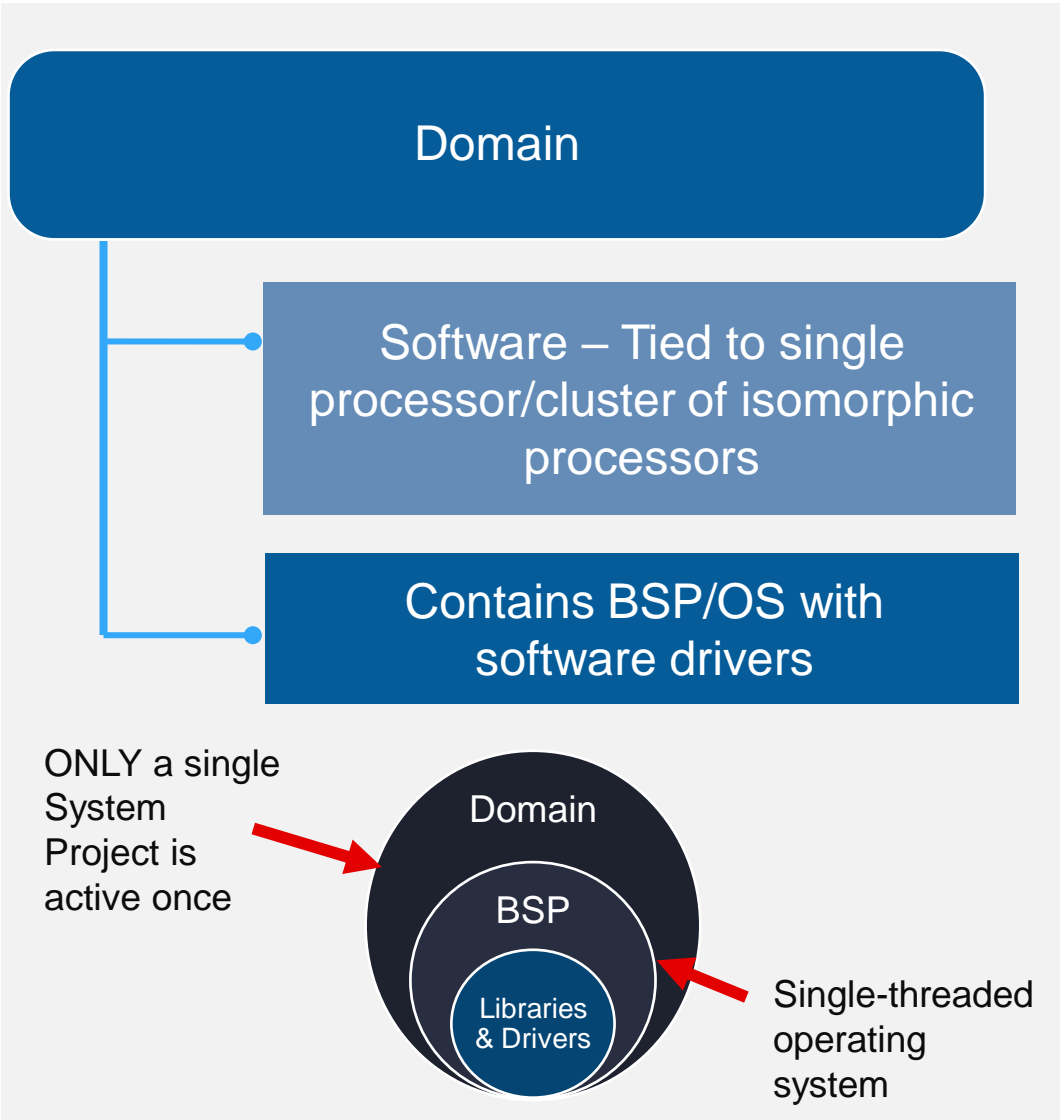 Domain
Software – Tied to single
processor/cluster of isomorphic
processors
Contains BSP/OS with
software drivers
ONLY a single
System
Project is
active once
Domain
BSP
Libraries
& Drivers
Single-threaded
operating
system